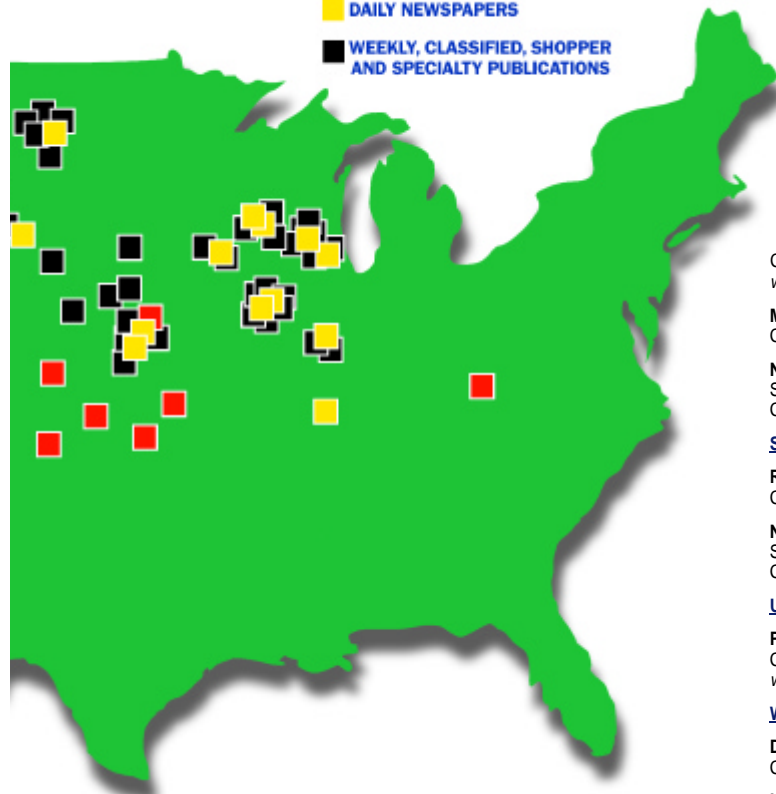 DAILY NEWSPAPERS
WEEKLY, CLASSIFIED, SHOPPER
AND SPECIALTY PUBLICATIONS